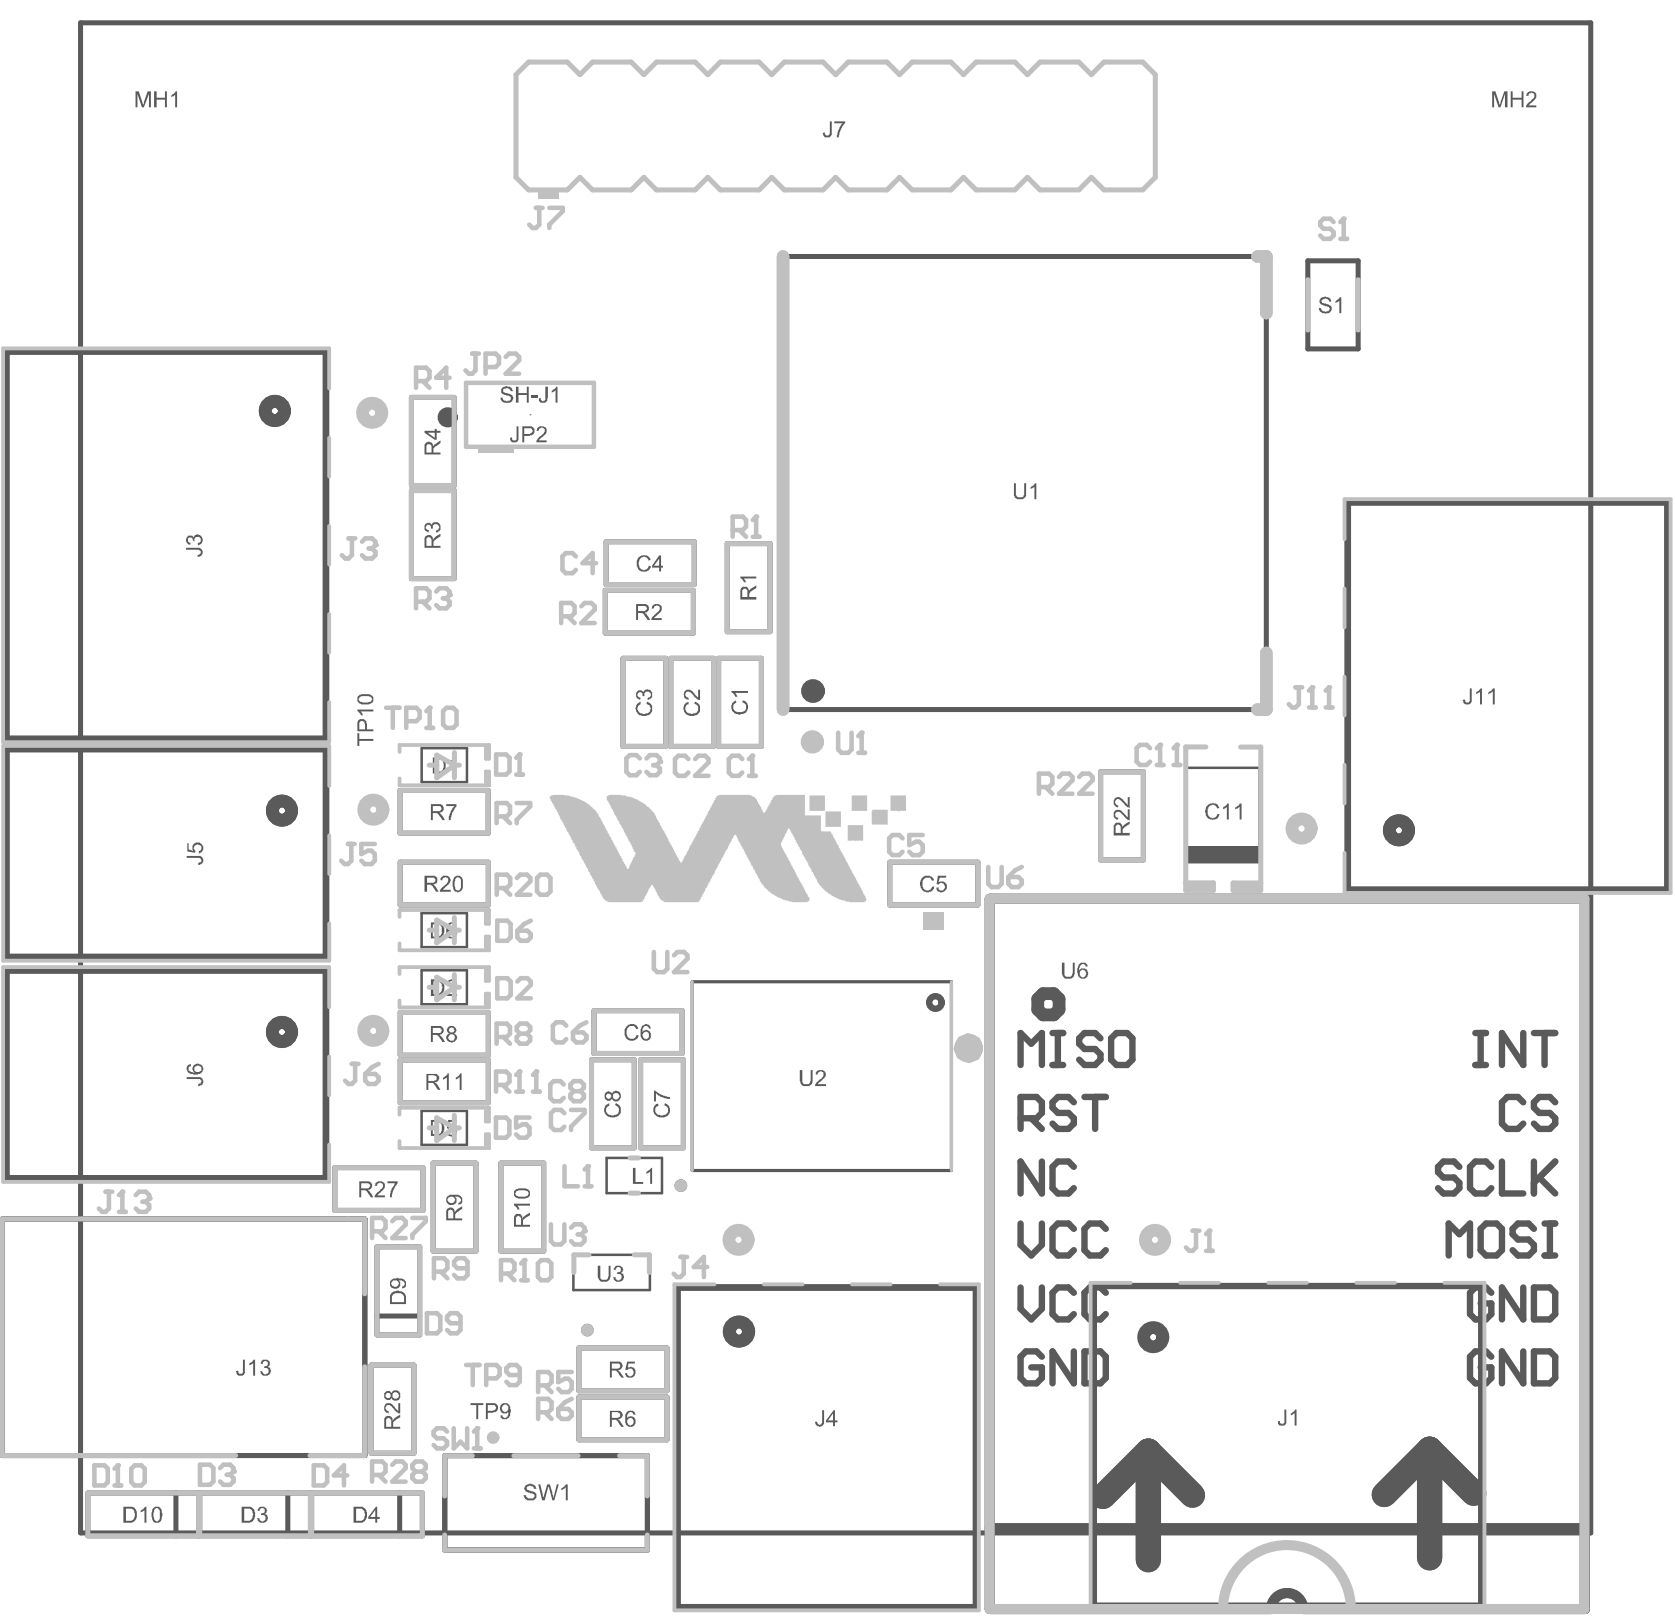 MH1
MH2
J7
J7
S1
S1
JP2
R4
SH-J1
JP2
R4
U1
R3
R1
J3
J3
C4
C4
R1
R3
R2
R2
J11
J11
C3
C2
C1
TP10
TP10
U1
C3
C2
C1
C11
D1
R22
R7
R7
R22
C11
J5
J5
C5
R20
R20
C5
U6
D6
U2
U6
D2
R8
R8
C6
C6
MISO
INT
J6
J6
R11
R11
C8
C8
C7
U2
C7
D5
RST
CS
L1
L1
NC
SCLK
R27
J13
R9
R10
R27
U3
VCC
J1
MOSI
R9
R10
U3
J4
D9
D9
VCC
GND
J13
TP9
R5
R5
GND
GND
R28
TP9
R6
R6
J4
J1
SW1
D10
D3
D4
R28
SW1
D10
D3
D4